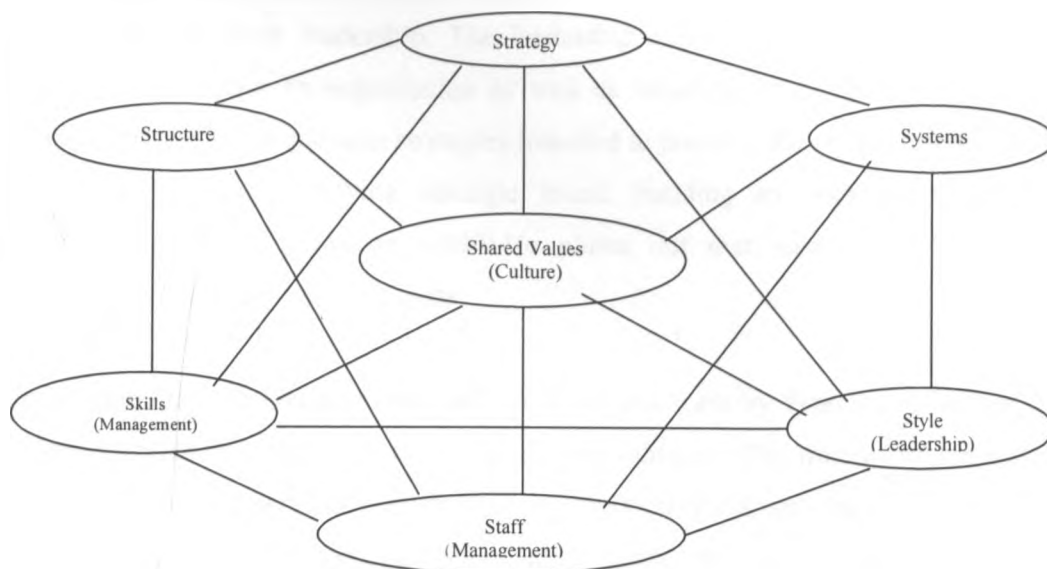 Strategy
Structure
Systems
Shared Values
(Culture)
Skills
(Management)
Style
(Leadership)
Staff
(Management)